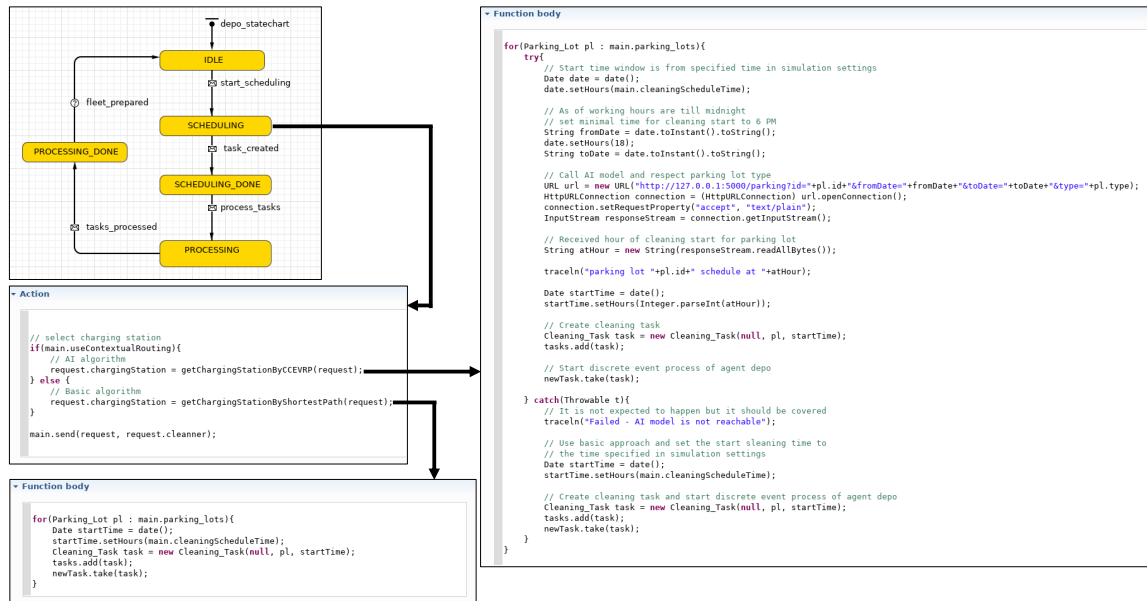 depo_statechart
IDLE
start_scheduling
fleet_prepared
SCHEDULING
task_created
PROCESSING_DONE
SCHEDULING_DONE
process_tasks
tasks_processed
PROCESSING
Action
// select charging station
if(main.useContextualRouting){
// AI algorithm
request.chargingStation = getChargingStationByCCEVRP(request);
} else {
// Basic algorithm
request.chargingStation = getChargingStationByShortestPath(request);
}
main.send(request, request.cleanner);
Function body
for(Parking_Lot pl : main.parking_lots){
Date startTime = date();
startTime.setHours(main.cleaningScheduleTime);
Cleaning_Task task = new Cleaning_Task(null, pl, startTime);
tasks.add(task);
newTask.take(task);
}
Function body
for(Parking_Lot pl : main.parking_lots){
try{
// Start time window is from specified time in simulation settings
Date date = date();
date.setHours(main.cleaningScheduleTime);
// As of working hours are till midnight
// set minimal time for cleaning start to 6 PM
String fromDate = date.toInstant().toString();
date.setHours(18);
String toDate = date.toInstant().toString();
// Call AI model and respect parking lot type
URL url = new URL("http://127.0.0.1:5000/parking?id="+pl.id+"&fromDate="+fromDate+"&toDate="+toDate+"&type="+pl.type);
HttpURLConnection connection = (HttpURLConnection) url.openConnection();
connection.setRequestProperty("accept", "text/plain");
InputStream responseStream = connection.getInputStream();
// Received hour of cleaning start for parking lot
String atHour = new String(responseStream.readAllBytes());
traceln("parking lot "+pl.id+" schedule at "+atHour);
Date startTime = date();
startTime.setHours(Integer.parseInt(atHour));
// Create cleaning task
Cleaning_Task task = new Cleaning_Task(null, pl, startTime);
tasks.add(task);
// Start discrete event process of agent depo
newTask.take(task);
} catch(Throwable t){
// It is not expected to happen but it should be covered
traceln("Failed - AI model is not reachable");
// Use basic approach and set the start sleaning time to
// the time specified in simulation settings
Date startTime = date();
startTime.setHours(main.cleaningScheduleTime);
// Create cleaning task and start discrete event process of agent depo
Cleaning_Task task = new Cleaning_Task(null, pl, startTime);
tasks.add(task);
newTask.take(task);
}
}